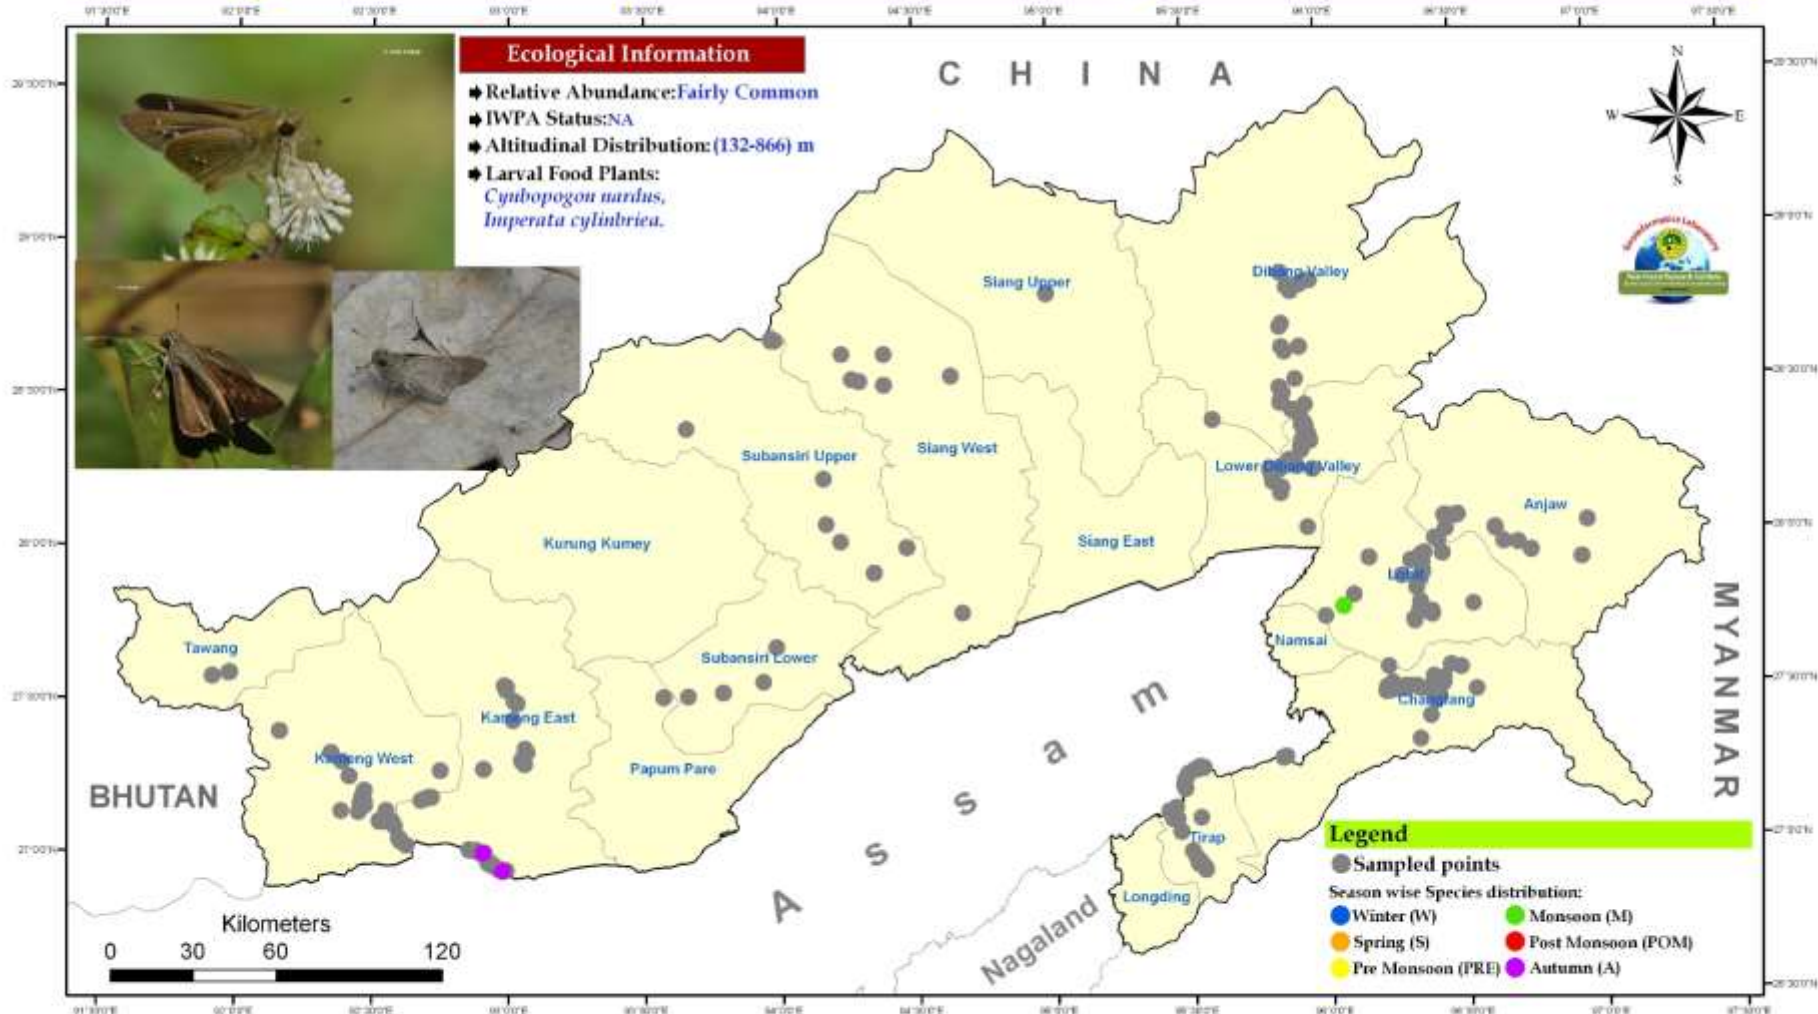 Ecological Information
Relative Abundance:Fairly Common
IWPA Status:NA
Altitudinal Distribution:(132-866) m
Larval Food Plants:
Cynbopogon nardus,
Imperata cylinbriea.
C H I N A
N
W E
S
Siang Upper
Dibang Valley
Subansiri Upper
Siang West
Lower Dibang Valley
Anjaw
Kurung Kumey
Siang East
Lohit
Namsai
Tawang
Subansiri Lower
Changlang
Kameng East
Kameng West
Papum Pare
BHUTAN
MYANMAR
A s s a m
Tirap
Longding
Nagaland
Kilometers
0 30 60 120
Legend
Sampled points
Season wise Species distribution:
Winter (W) Monsoon (M)
Spring (S) Post Monsoon (POM)
Pre Monsoon (PRE) Autumn (A)